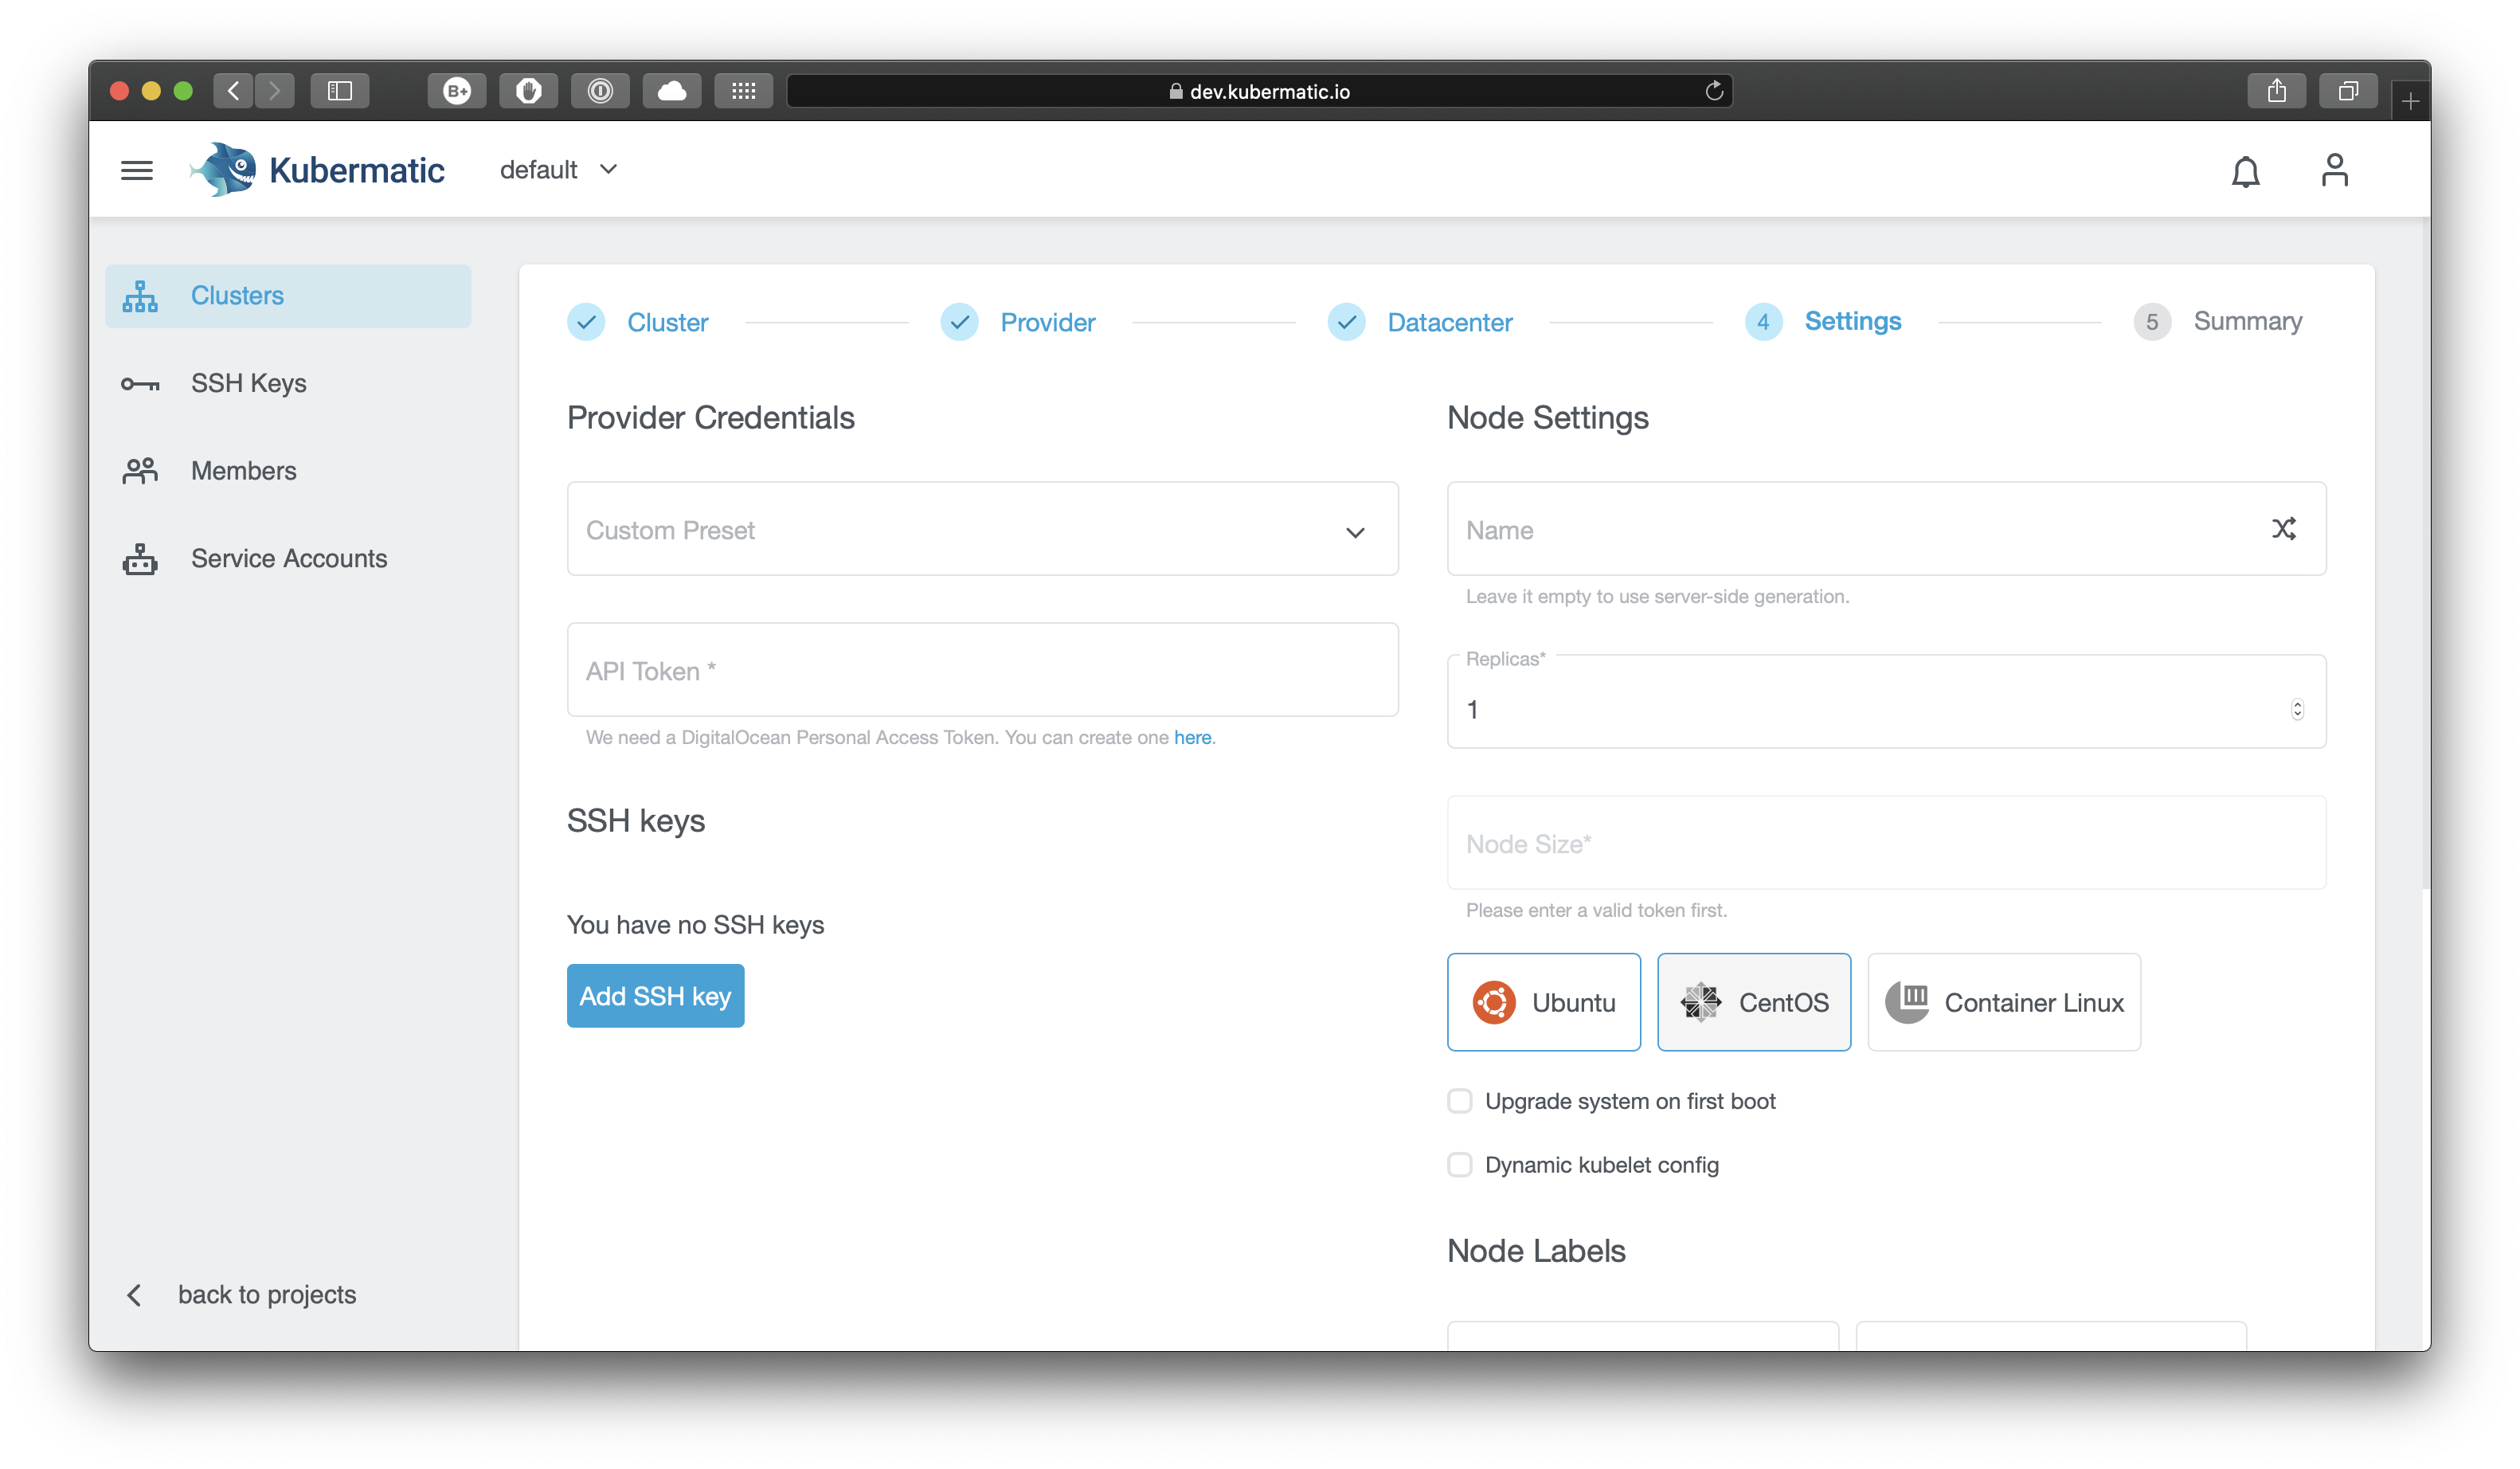 B+
dev.kubermatic.io
Kubermatic
default
Clusters
SSH Keys
Members
Service Accounts
back to projects
Cluster
Provider
Datacenter
4 Settings
5 Summary
Provider Credentials
Custom Preset
API Token *
We need a DigitalOcean Personal Access Token. You can create one here.
SSH keys
You have no SSH keys
Add SSH key
Node Settings
Name
Leave it empty to use server-side generation.
Replicas*
1
Node Size*
Please enter a valid token first.
Ubuntu
CentOS
Container Linux
Upgrade system on first boot
Dynamic kubelet config
Node Labels